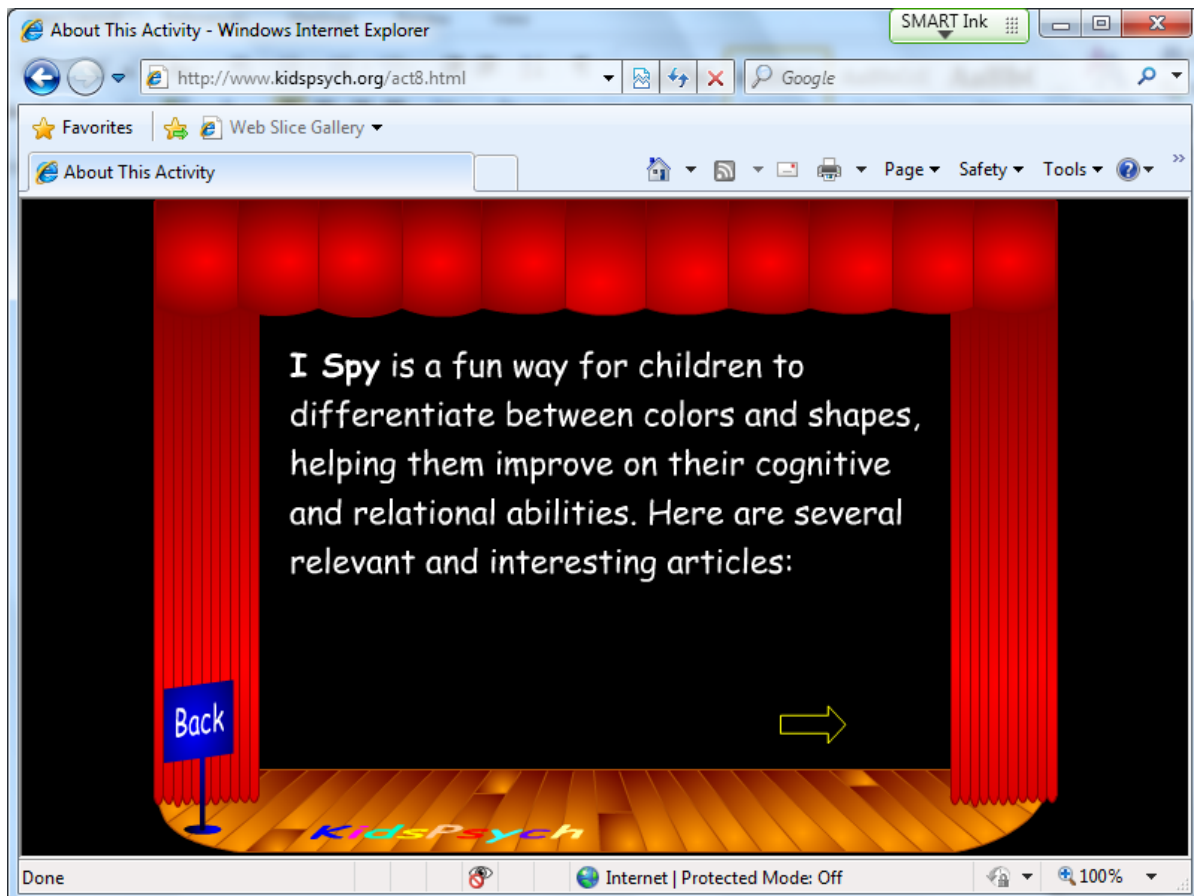 About This Activity - Windows Internet Explorer
SMART Ink
http://www.kidspsych.org/act8.html
Google
Favorites
Web Slice Gallery
About This Activity
Page
Safety
Tools
I Spy is a fun way for children to
differentiate between colors and shapes,
helping them improve on their cognitive
and relational abilities. Here are several
relevant and interesting articles:
Back
KidsPsych
Done
Internet | Protected Mode: Off
100%